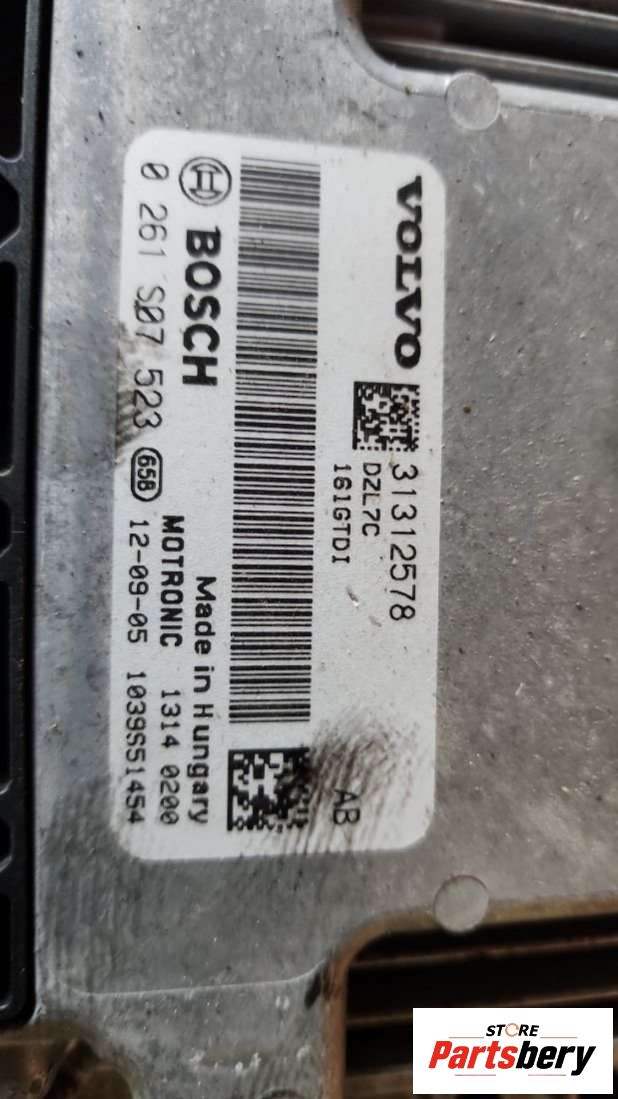 VOLVO
31312578
DZL7C
161GTDI
AB
BOSCH
Made in Hungary
0 261 S07 523
65B
MOTRONIC 1314 0200
12-09-05 1039S51454
STORE
Partsbery